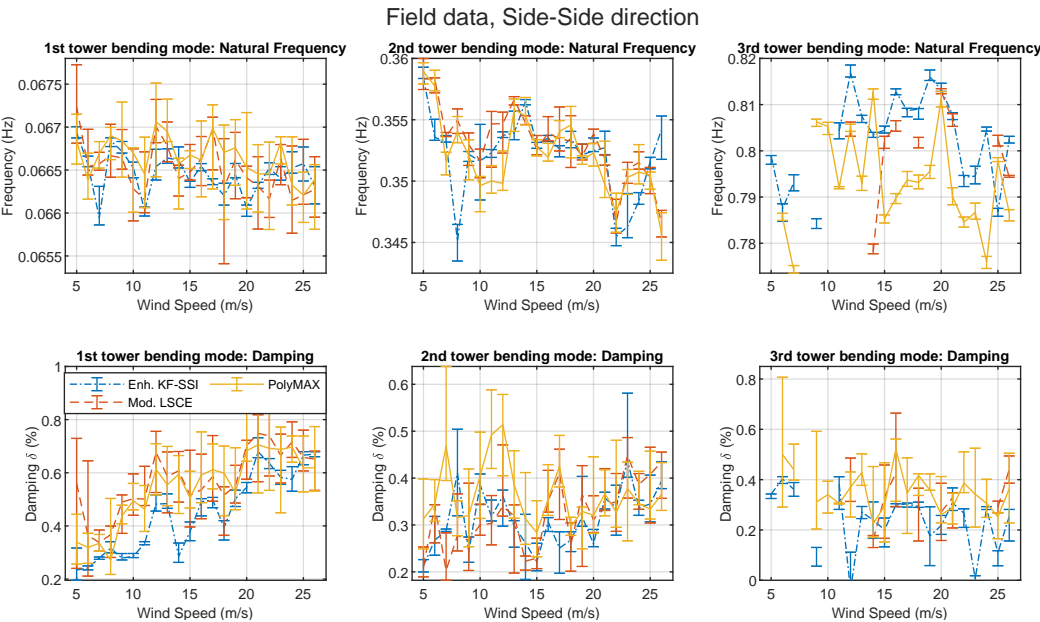 Field data, Side-Side direction
1st tower bending mode: Natural Frequency
0.0675
0.067
0.0665
0.066
0.0655
Frequency (Hz)
5 10 15 20 25
Wind Speed (m/s)
2nd tower bending mode: Natural Frequency
0.36
0.355
0.35
0.345
Frequency (Hz)
5 10 15 20 25
Wind Speed (m/s)
3rd tower bending mode: Natural Frequency
0.82
0.81
0.8
0.79
0.78
Frequency (Hz)
5 10 15 20 25
Wind Speed (m/s)
1st tower bending mode: Damping
1
0.8
0.6
0.4
0.2
Damping δ (%)
Enh. KF-SSI
Mod. LSCE
PolyMAX
5 10 15 20 25
Wind Speed (m/s)
2nd tower bending mode: Damping
0.6
0.5
0.4
0.3
0.2
Damping δ (%)
5 10 15 20 25
Wind Speed (m/s)
3rd tower bending mode: Damping
0.8
0.6
0.4
0.2
0
Damping δ (%)
5 10 15 20 25
Wind Speed (m/s)